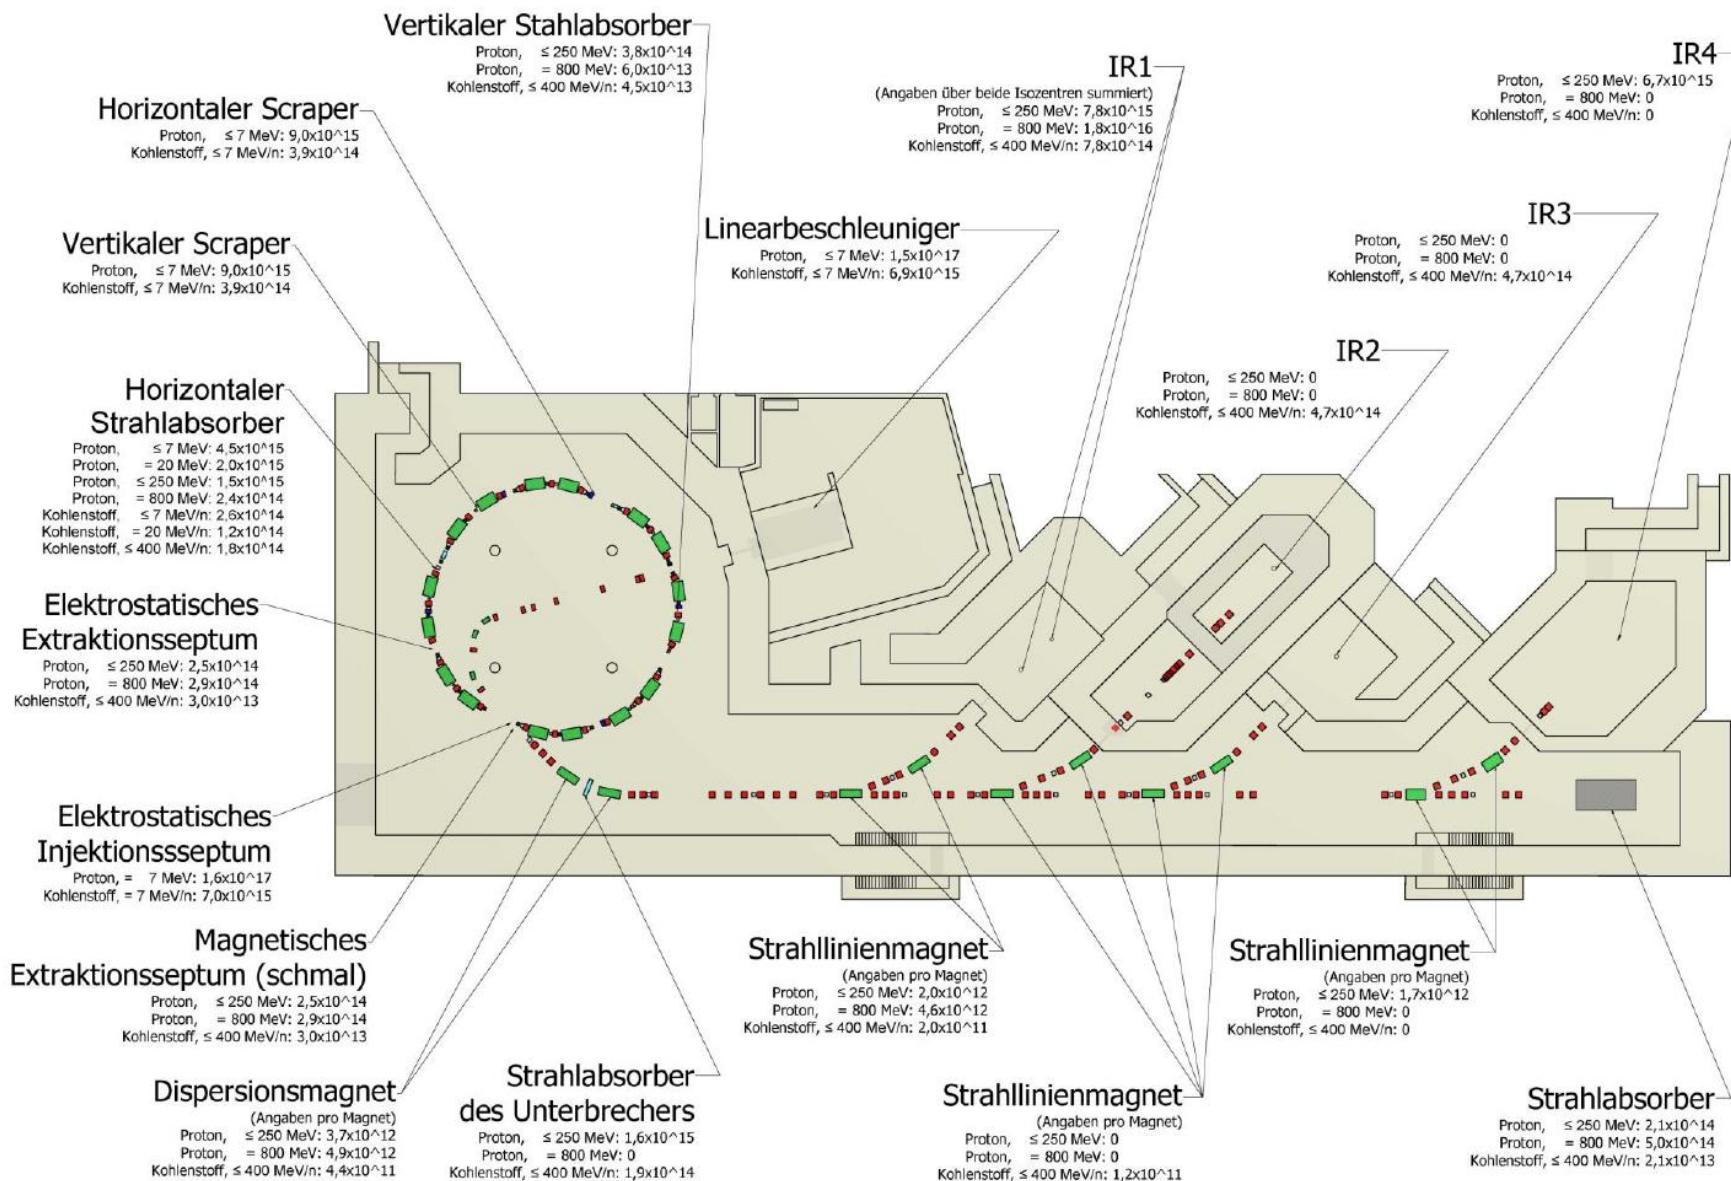 Vertikaler Stahlabsorber
Proton, ≤ 250 MeV: 3,8x10^14
Proton, = 800 MeV: 6,0x10^13
Kohlenstoff, ≤ 400 MeV/n: 4,5x10^13
IR1
(Angaben über beide Isozentren summiert)
Proton, ≤ 250 MeV: 7,8x10^15
Proton, = 800 MeV: 1,8x10^16
Kohlenstoff, ≤ 400 MeV/n: 7,8x10^14
IR4
Proton, ≤ 250 MeV: 6,7x10^15
Proton, = 800 MeV: 0
Kohlenstoff, ≤ 400 MeV/n: 0
Horizontaler Scraper
Proton, ≤ 7 MeV: 9,0x10^15
Kohlenstoff, ≤ 7 MeV/n: 3,9x10^14
Vertikaler Scraper
Proton, ≤ 7 MeV: 9,0x10^15
Kohlenstoff, ≤ 7 MeV/n: 3,9x10^14
Linearbeschleuniger
Proton, ≤ 7 MeV: 1,5x10^17
Kohlenstoff, ≤ 7 MeV/n: 6,9x10^15
IR3
Proton, ≤ 250 MeV: 0
Proton, = 800 MeV: 0
Kohlenstoff, ≤ 400 MeV/n: 4,7x10^14
IR2
Proton, ≤ 250 MeV: 0
Proton, = 800 MeV: 0
Kohlenstoff, ≤ 400 MeV/n: 4,7x10^14
Horizontaler
Strahlabsorber
Proton, ≤ 7 MeV: 4,5x10^15
Proton, = 20 MeV: 2,0x10^15
Proton, ≤ 250 MeV: 1,5x10^15
Proton, = 800 MeV: 2,4x10^14
Kohlenstoff, ≤ 7 MeV: 2,6x10^14
Kohlenstoff, = 20 MeV: 1,2x10^14
Kohlenstoff, ≤ 400 MeV/n: 1,8x10^14
Elektrostatisches
Extraktionsseptum
Proton, ≤ 250 MeV: 2,5x10^14
Proton, = 800 MeV: 2,9x10^14
Kohlenstoff, ≤ 400 MeV/n: 3,0x10^13
Elektrostatisches
Injektionssseptum
Proton, = 7 MeV: 1,6x10^17
Kohlenstoff, = 7 MeV/n: 7,0x10^15
Magnetisches
Extraktionsseptum (schmal)
Proton, ≤ 250 MeV: 2,5x10^14
Proton, = 800 MeV: 2,9x10^14
Kohlenstoff, ≤ 400 MeV/n: 3,0x10^13
Dispersionsmagnet
(Angaben pro Magnet)
Proton, ≤ 250 MeV: 3,7x10^12
Proton, = 800 MeV: 4,9x10^12
Kohlenstoff, ≤ 400 MeV/n: 4,4x10^11
Strahlabsorber
des Unterbrechers
Proton, ≤ 250 MeV: 1,6x10^15
Proton, = 800 MeV: 0
Kohlenstoff, ≤ 400 MeV/n: 1,9x10^14
Strahllinienmagnet
(Angaben pro Magnet)
Proton, ≤ 250 MeV: 2,0x10^12
Proton, = 800 MeV: 4,6x10^12
Kohlenstoff, ≤ 400 MeV/n: 2,0x10^11
Strahllinienmagnet
(Angaben pro Magnet)
Proton, ≤ 250 MeV: 0
Proton, = 800 MeV: 0
Kohlenstoff, ≤ 400 MeV/n: 1,2x10^11
Strahllinienmagnet
(Angaben pro Magnet)
Proton, ≤ 250 MeV: 1,7x10^12
Proton, = 800 MeV: 0
Kohlenstoff, ≤ 400 MeV/n: 0
Strahlabsorber
Proton, ≤ 250 MeV: 2,1x10^14
Proton, = 800 MeV: 5,0x10^14
Kohlenstoff, ≤ 400 MeV/n: 2,1x10^13